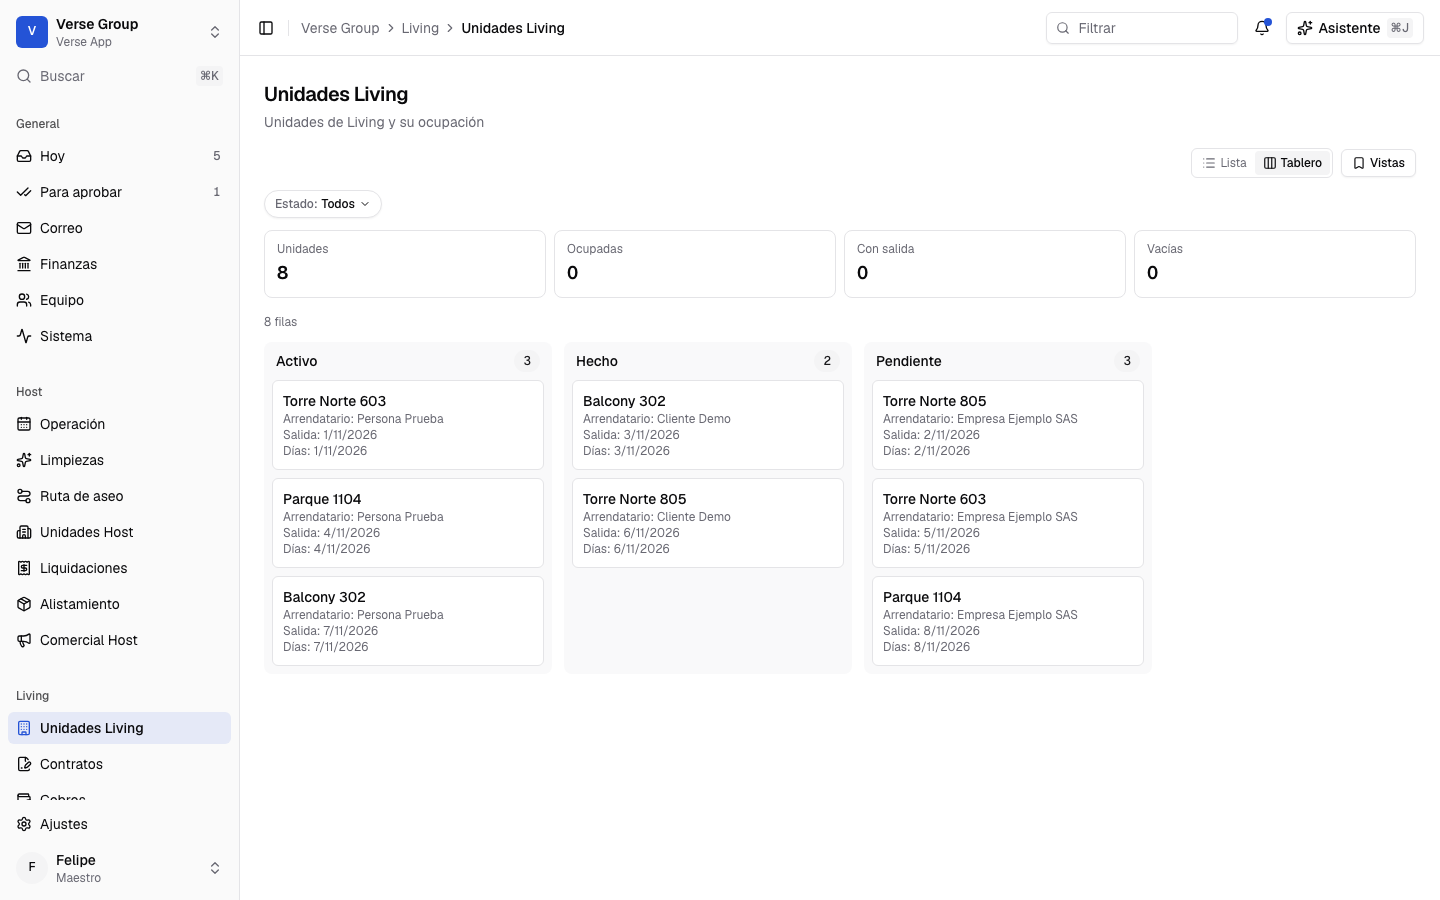 V
Verse Group
Verse App
Buscar ⌘K
General
Hoy 5
Para aprobar 1
Correo
Finanzas
Equipo
Sistema
Host
Operación
Limpiezas
Ruta de aseo
Unidades Host
Liquidaciones
Alistamiento
Comercial Host
Living
Unidades Living
Contratos
Cobros
Ajustes
F
Felipe
Maestro
Verse Group > Living > Unidades Living
Filtrar
Asistente ⌘J
Unidades Living
Unidades de Living y su ocupación
Lista Tablero Vistas
Estado: Todos
Unidades Ocupadas Con salida Vacías
8 0 0 0
8 filas
Activo 3
Torre Norte 603
Arrendatario: Persona Prueba
Salida: 1/11/2026
Días: 1/11/2026
Parque 1104
Arrendatario: Persona Prueba
Salida: 4/11/2026
Días: 4/11/2026
Balcony 302
Arrendatario: Persona Prueba
Salida: 7/11/2026
Días: 7/11/2026
Hecho 2
Balcony 302
Arrendatario: Cliente Demo
Salida: 3/11/2026
Días: 3/11/2026
Torre Norte 805
Arrendatario: Cliente Demo
Salida: 6/11/2026
Días: 6/11/2026
Pendiente 3
Torre Norte 805
Arrendatario: Empresa Ejemplo SAS
Salida: 2/11/2026
Días: 2/11/2026
Torre Norte 603
Arrendatario: Empresa Ejemplo SAS
Salida: 5/11/2026
Días: 5/11/2026
Parque 1104
Arrendatario: Empresa Ejemplo SAS
Salida: 8/11/2026
Días: 8/11/2026